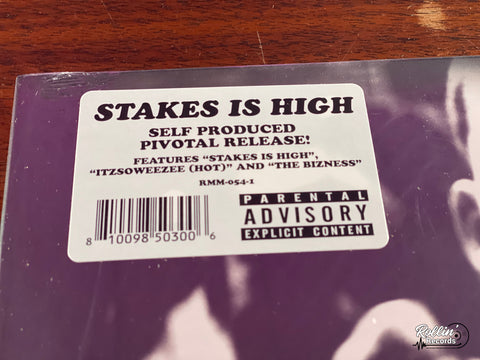 STAKES IS HIGH
SELF PRODUCED
PIVOTAL RELEASE!
FEATURES "STAKES IS HIGH",
"ITZSOWEEZEE (HOT)" AND "THE BIZNESS"
RMM-054-1
PARENTAL
ADVISORY
EXPLICIT CONTENT
8 10098 50300 6
Rollin'
records